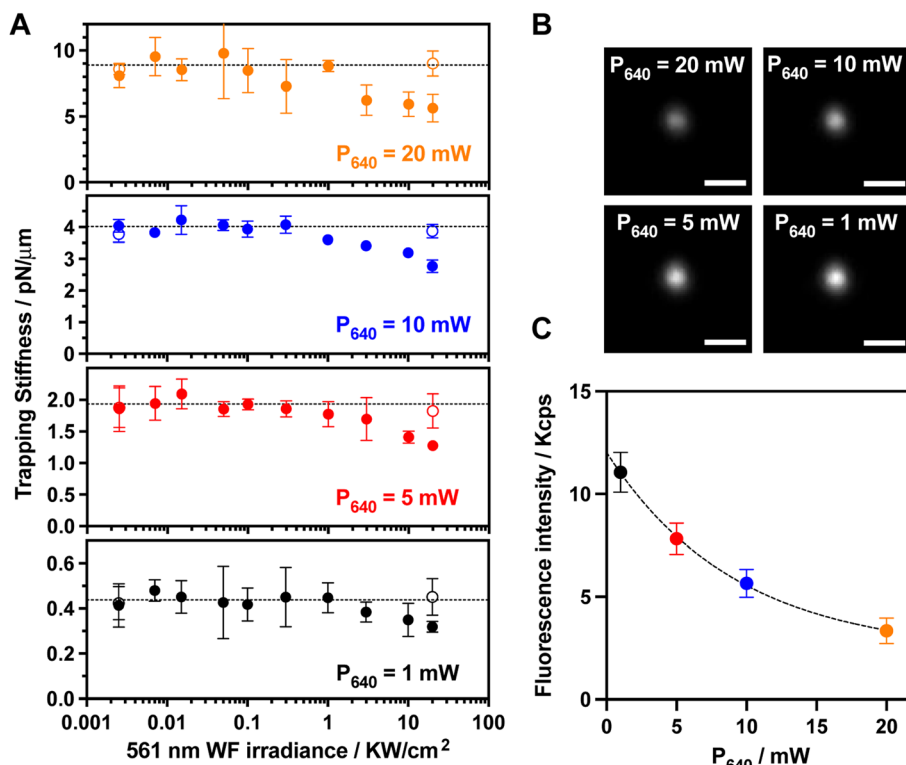 A
Trapping Stiffness / pN/μm
10
5
0
P640 = 20 mW
6
4
2
0
P640 = 10 mW
2.0
1.5
1.0
0.5
0.0
P640 = 5 mW
0.6
0.4
0.2
0.0
P640 = 1 mW
0.001 0.01 0.1 1 10 100
561 nm WF irradiance / KW/cm2
B
P640 = 20 mW P640 = 10 mW
P640 = 5 mW P640 = 1 mW
C
Fluorescence intensity / Kcps
15
10
5
0
0 5 10 15 20
P640 / mW